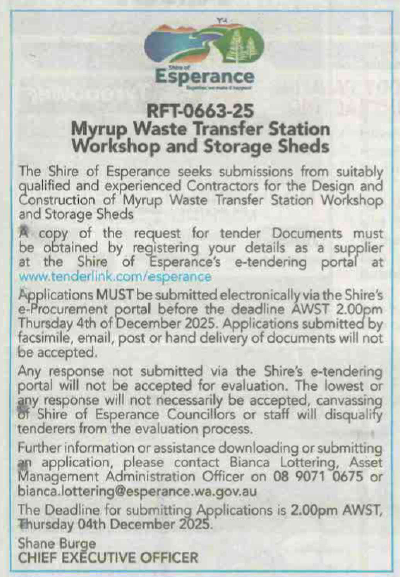 Shire of
Esperance
Together, we make it happen!
RFT-0663-25
Myrup Waste Transfer Station
Workshop and Storage Sheds
The Shire of Esperance seeks submissions from suitably
qualified and experienced Contractors for the Design and
Construction of Myrup Waste Transfer Station Workshop
and Storage Sheds
A copy of the request for tender Documents must
be obtained by registering your details as a supplier
at the Shire of Esperance's e-tendering portal at
www.tenderlink.com/esperance
Applications MUST be submitted electronically via the Shire's
e-Procurement portal before the deadline AWST 2.00pm
Thursday 4th of December 2025. Applications submitted by
facsimile, email, post or hand delivery of documents will not
be accepted.
Any response not submitted via the Shire's e-tendering
portal will not be accepted for evaluation. The lowest or
any response will not necessarily be accepted, canvassing
of Shire of Esperance Councillors or staff will disqualify
tenderers from the evaluation process.
Further information or assistance downloading or submitting
an application, please contact Bianca Lottering, Asset
Management Administration Officer on 08 9071 0675 or
bianca.lottering@esperance.wa.gov.au
The Deadline for submitting Applications is 2.00pm AWST,
Thursday 04th December 2025.
Shane Burge
CHIEF EXECUTIVE OFFICER